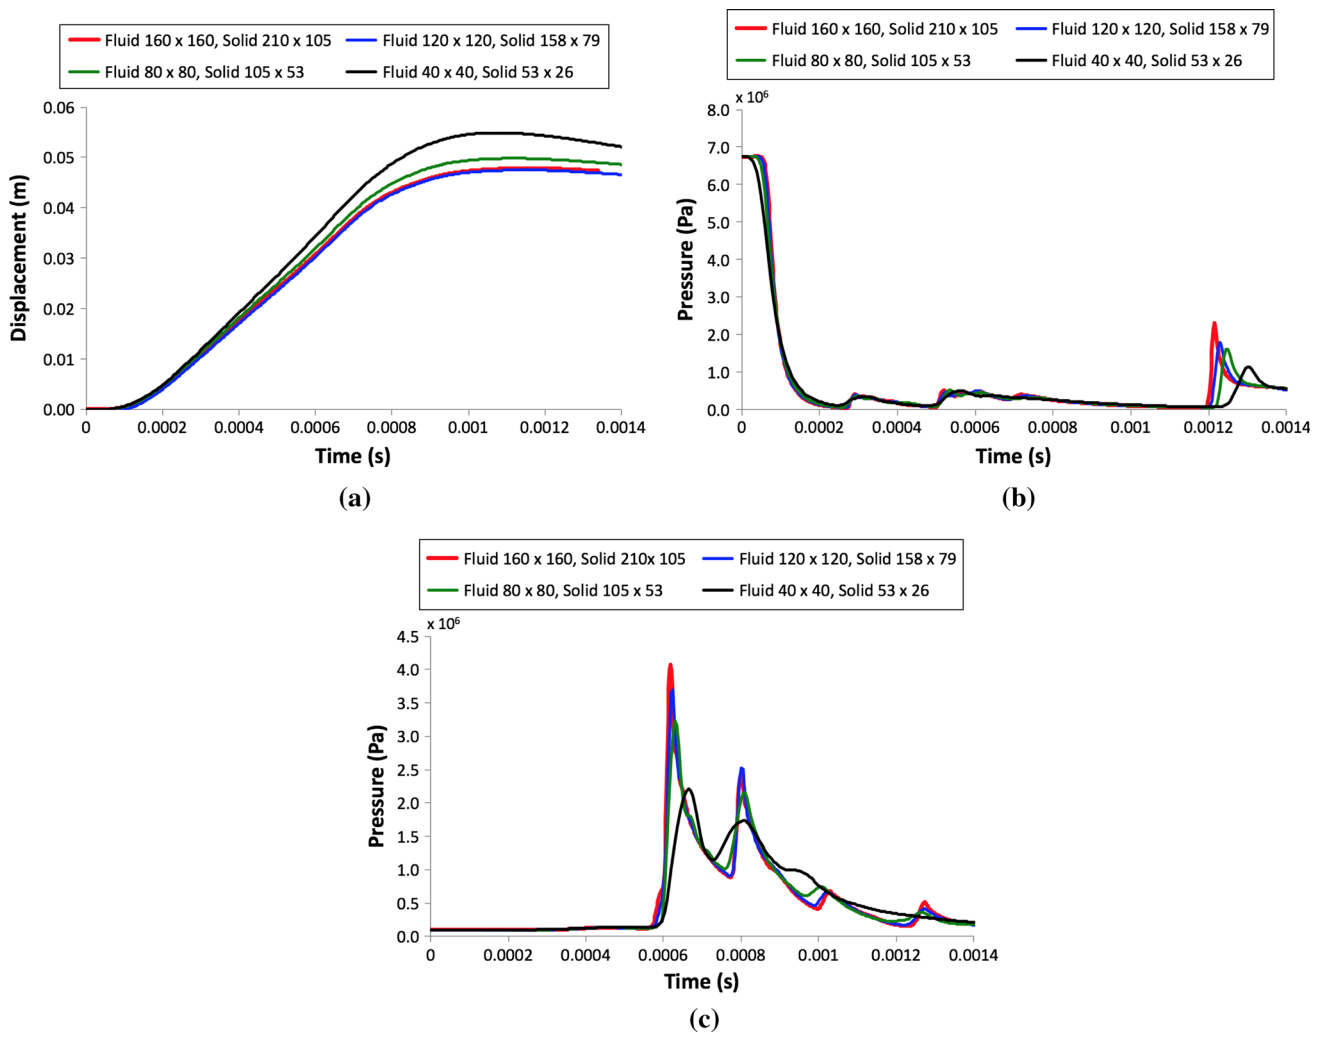 (a)
Fluid 160 x 160, Solid 210 x 105 Fluid 120 x 120, Solid 158 x 79
Fluid 80 x 80, Solid 105 x 53 Fluid 40 x 40, Solid 53 x 26
0.06
0.05
0.04
0.03
0.02
0.01
0.00
Displacement (m)
0 0.0002 0.0004 0.0006 0.0008 0.001 0.0012 0.0014
Time (s)
(a)
Fluid 160 x 160, Solid 210 x 105 Fluid 120 x 120, Solid 158 x 79
Fluid 80 x 80, Solid 105 x 53 Fluid 40 x 40, Solid 53 x 26
x 10⁶
8.0
7.0
6.0
5.0
4.0
3.0
2.0
1.0
0.0
Pressure (Pa)
0 0.0002 0.0004 0.0006 0.0008 0.001 0.0012 0.0014
Time (s)
(b)
Fluid 160 x 160, Solid 210x 105 Fluid 120 x 120, Solid 158 x 79
Fluid 80 x 80, Solid 105 x 53 Fluid 40 x 40, Solid 53 x 26
x 10⁶
4.5
4.0
3.5
3.0
2.5
2.0
1.5
1.0
0.5
0.0
Pressure (Pa)
0 0.0002 0.0004 0.0006 0.0008 0.001 0.0012 0.0014
Time (s)
(c)